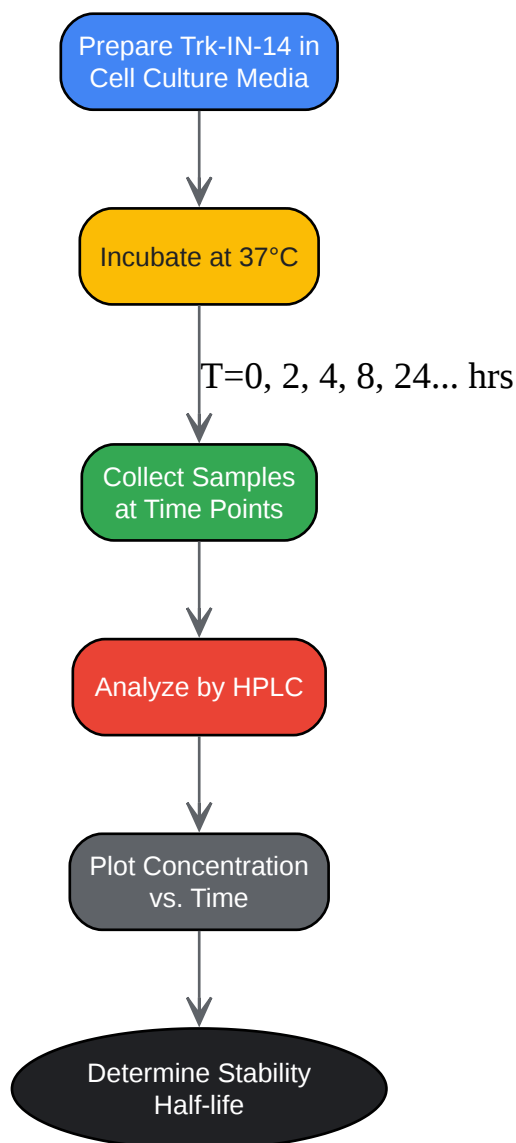 Prepare Trk-IN-14 in
Cell Culture Media
Incubate at 37°C
T=0, 2, 4, 8, 24... hrs
Collect Samples
at Time Points
Analyze by HPLC
Plot Concentration
vs. Time
Determine Stability
Half-life